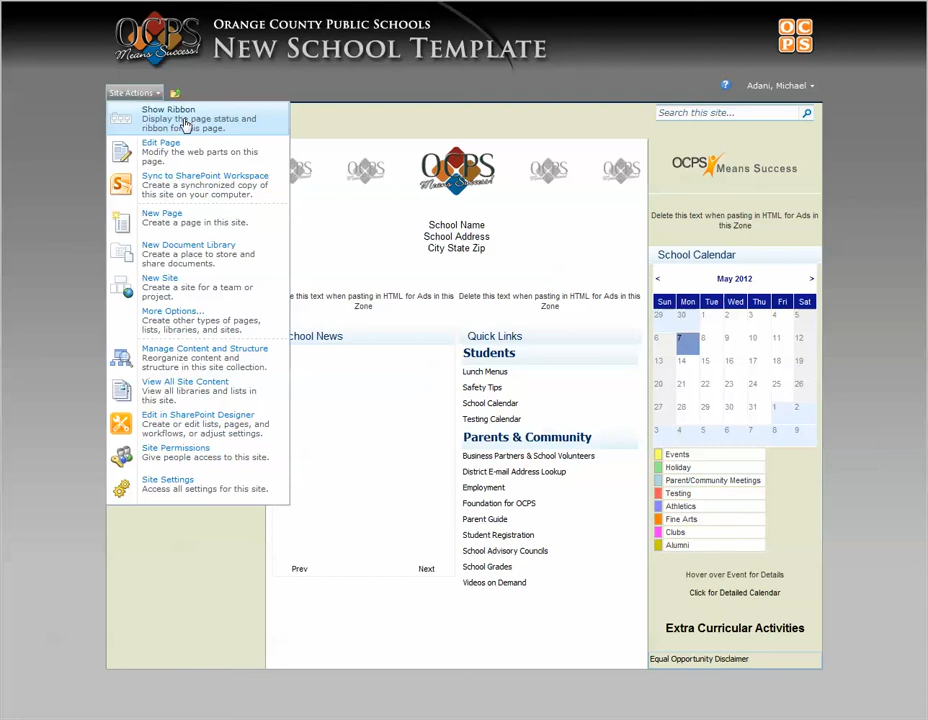 OCPS
Means Success!
ORANGE COUNTY PUBLIC SCHOOLS
NEW SCHOOL TEMPLATE
OC
PS
Site Actions
Adani, Michael
Show Ribbon
Display the page status and
ribbon for this page.
Edit Page
Modify the web parts on this
page.
Sync to SharePoint Workspace
Create a synchronized copy of
this site on your computer.
New Page
Create a page in this site.
New Document Library
Create a place to store and
share documents.
New Site
Create a site for a team or
project.
More Options...
Create other types of pages,
lists, libraries, and sites.
Manage Content and Structure
Reorganize content and
structure in this site collection.
View All Site Content
View all libraries and lists in
this site.
Edit in SharePoint Designer
Create or edit lists, pages, and
workflows, or adjust settings.
Site Permissions
Give people access to this site.
Site Settings
Access all settings for this site.
OCPS
Means Success!
School Name
School Address
City State Zip
te this text when pasting in HTML for Ads in
Zone
Delete this text when pasting in HTML for Ads in this
Zone
chool News
Prev
Next
Quick Links
Students
Lunch Menus
Safety Tips
School Calendar
Testing Calendar
Parents & Community
Business Partners & School Volunteers
District E-mail Address Lookup
Employment
Foundation for OCPS
Parent Guide
Student Registration
School Advisory Councils
School Grades
Videos on Demand
Search this site...
OCPS Means Success
Delete this text when pasting in HTML for Ads in
this Zone
School Calendar
< May 2012 >
Sun Mon Tue Wed Thu Fri Sat
29 30 1 2 3 4 5
6 7 8 9 10 11 12
13 14 15 16 17 18 19
20 21 22 23 24 25 26
27 28 29 30 31 1 2
3 4 5 6 7 8 9
Events
Holiday
Parent/Community Meetings
Testing
Athletics
Fine Arts
Clubs
Alumni
Hover over Event for Details
Click for Detailed Calendar
Extra Curricular Activities
Equal Opportunity Disclaimer